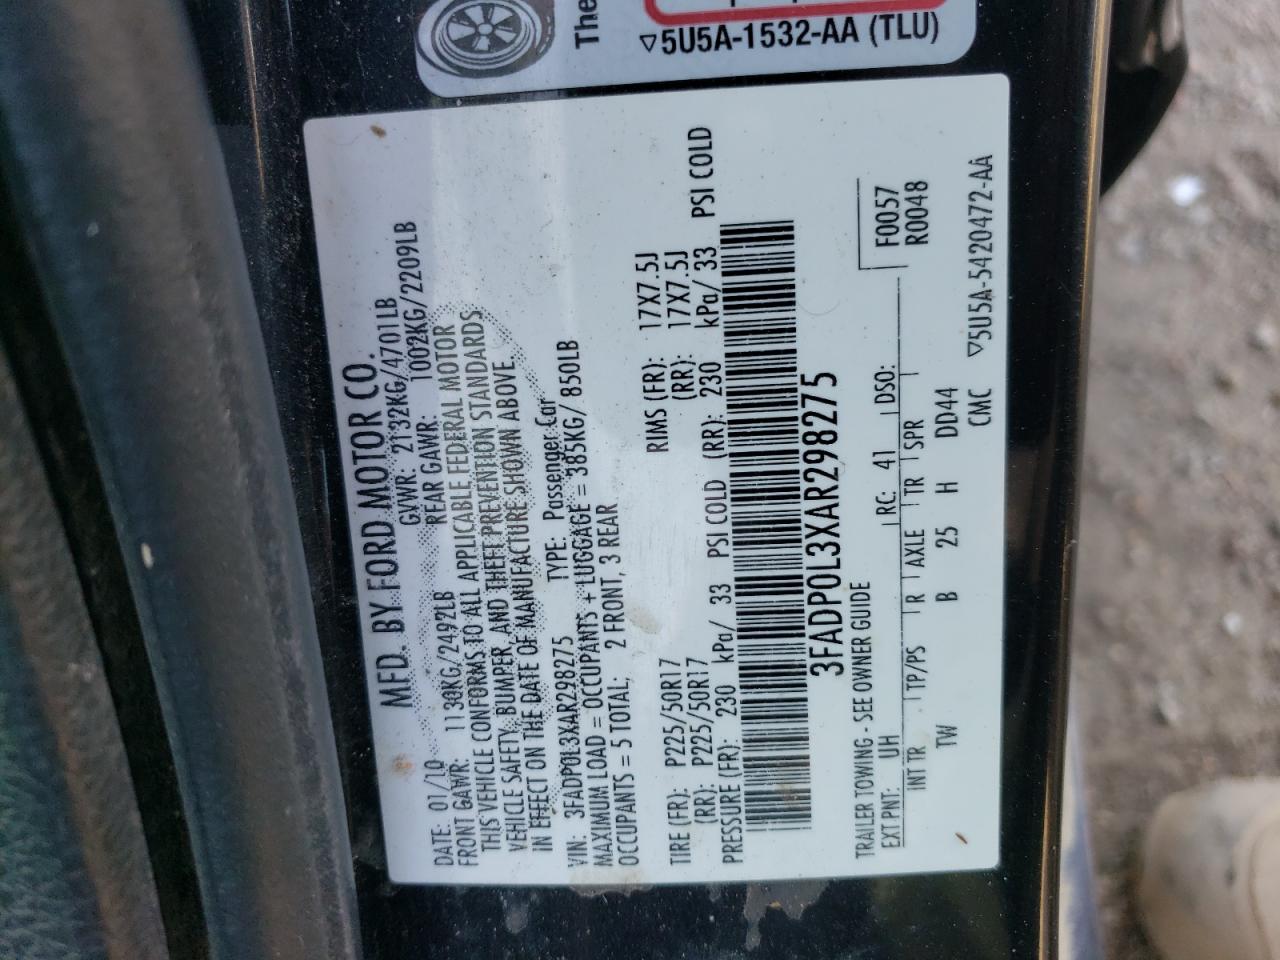 The
▽5U5A-1532-AA (TLU)
MFD. BY FORD MOTOR CO.
DATE: 01/10 GVWR: 2132KG/4701LB
FRONT GAWR: 1130KG/2492LB REAR GAWR: 1002KG/2209LB
THIS VEHICLE CONFORMS TO ALL APPLICABLE FEDERAL MOTOR
VEHICLE SAFETY, BUMPER, AND THEFT PREVENTION STANDARDS
IN EFFECT ON THE DATE OF MANUFACTURE SHOWN ABOVE.
VIN: 3FADP0L3XAR298275 TYPE: Passenger Car
MAXIMUM LOAD = OCCUPANTS + LUGGAGE = 385KG/ 850LB
OCCUPANTS = 5 TOTAL; 2 FRONT, 3 REAR
TIRE (FR): P225/50R17 RIMS (FR): 17X7.5J
(RR): P225/50R17 (RR): 17X7.5J
PRESSURE (FR): 230 kPa/ 33 PSI COLD (RR): 230 kPa/ 33 PSI COLD
3FADP0L3XAR298275
TRAILER TOWING - SEE OWNER GUIDE F0057
EXT PNT: UH RC: 41 DSO: R0048
INT TR TP/PS R AXLE TR SPR
TW B 25 H DD44
CMC ▽5U5A-5420472-AA